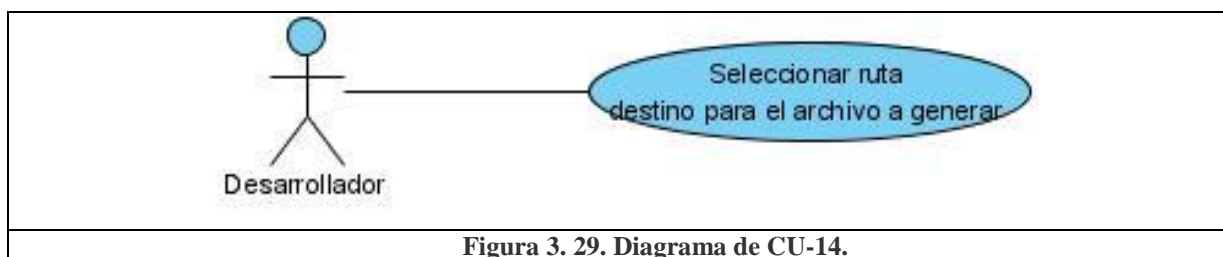 Seleccionar ruta
destino para el archivo a generar
Desarrollador
Figura 3. 29. Diagrama de CU-14.